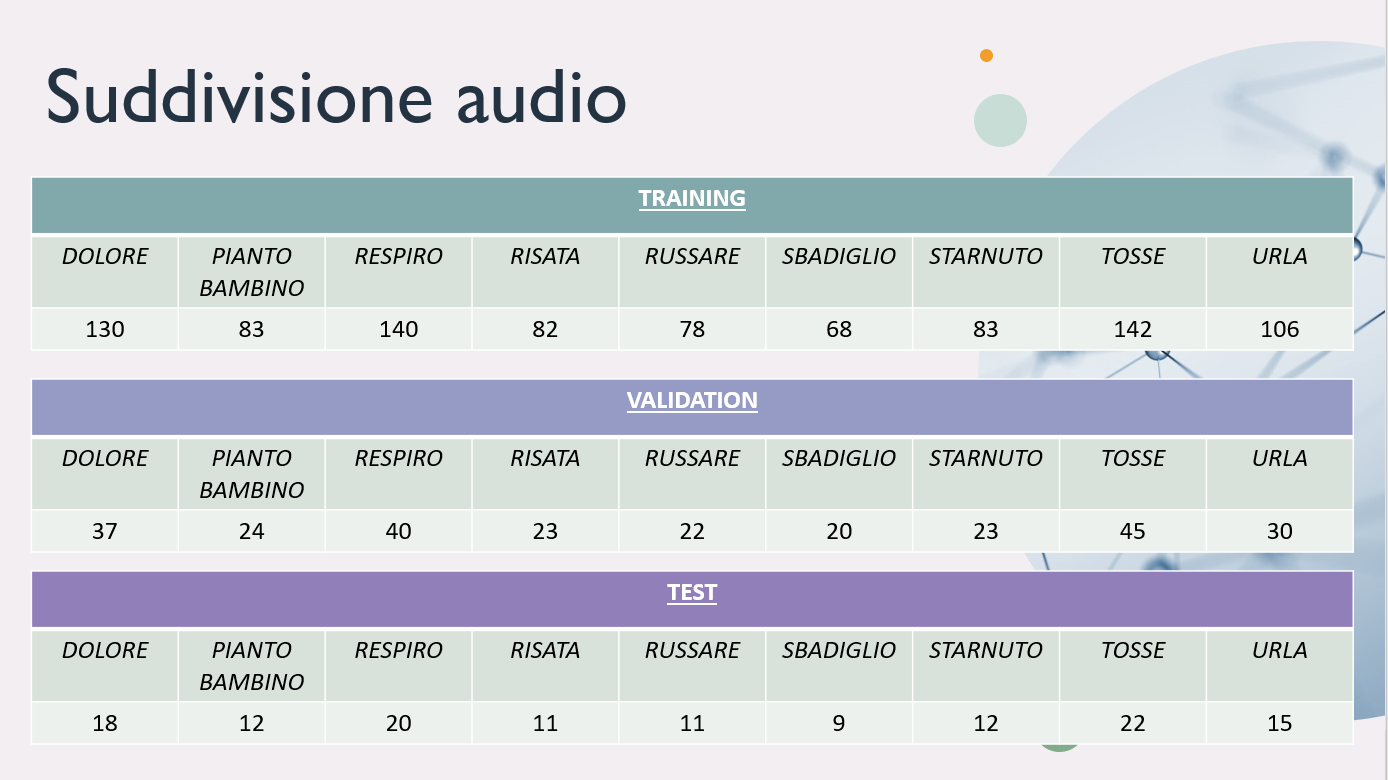 Suddivisione audio
TRAINING
DOLORE PIANTO BAMBINO RESPIRO RISATA RUSSARE SBADIGLIO STARNUTO TOSSE URLA
130 83 140 82 78 68 83 142 106
VALIDATION
DOLORE PIANTO BAMBINO RESPIRO RISATA RUSSARE SBADIGLIO STARNUTO TOSSE URLA
37 24 40 23 22 20 23 45 30
TEST
DOLORE PIANTO BAMBINO RESPIRO RISATA RUSSARE SBADIGLIO STARNUTO TOSSE URLA
18 12 20 11 11 9 12 22 15